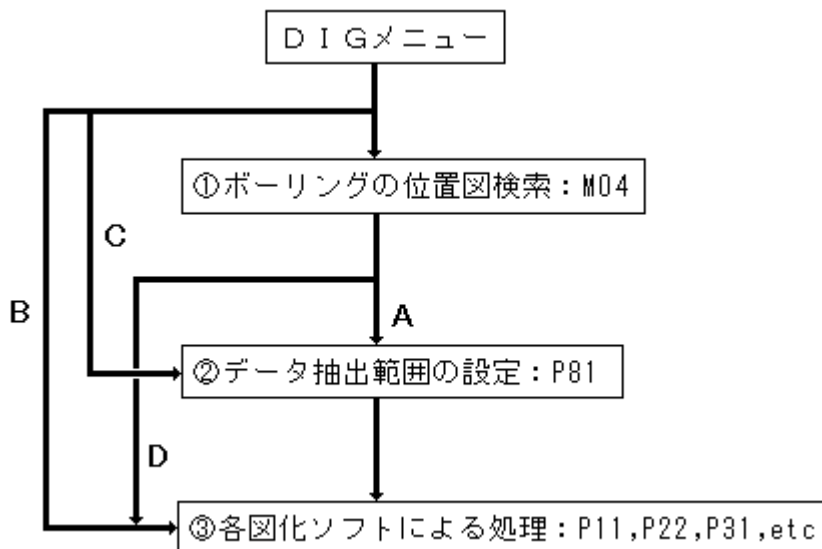 ＤＩＧメニュー
①ボーリングの位置図検索：M04
C
B
A
②データ抽出範囲の設定：P81
D
③各図化ソフトによる処理：P11,P22,P31,etc